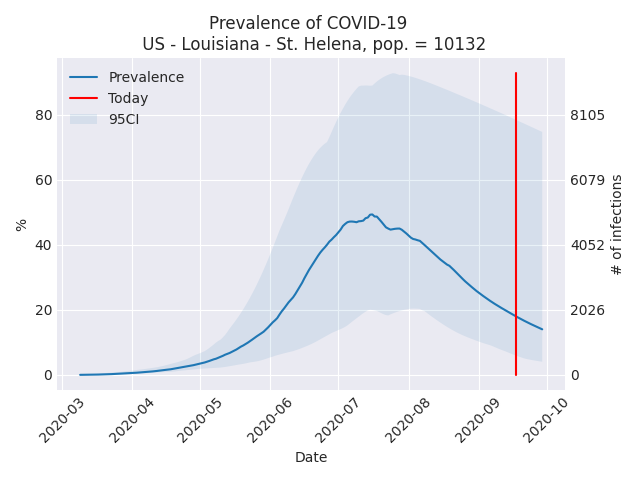 Prevalence of COVID-19
US - Louisiana - St. Helena, pop. = 10132
Prevalence
Today
95CI
80
60
40
20
0
%
8105
6079
4052
2026
0
# of infections
2020-03
2020-04
2020-05
2020-06
2020-07
2020-08
2020-09
2020-10
Date